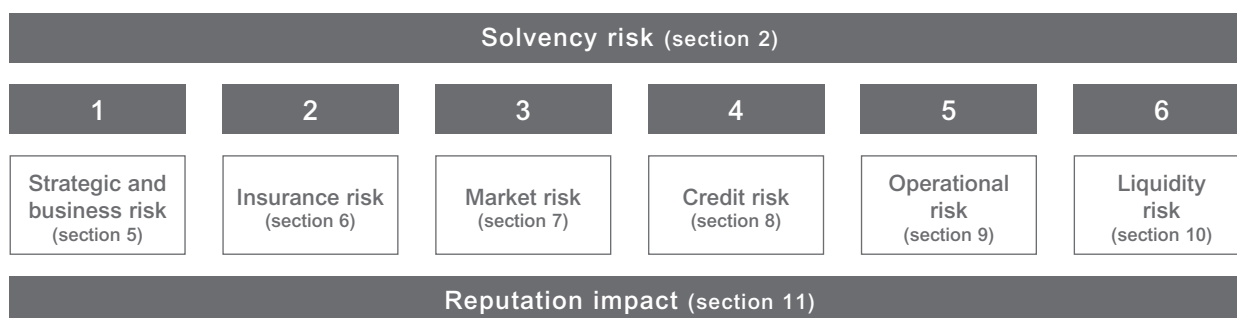 Solvency risk (section 2)
1
2
3
4
5
6
Strategic and
business risk
(section 5)
Insurance risk
(section 6)
Market risk
(section 7)
Credit risk
(section 8)
Operational
risk
(section 9)
Liquidity
risk
(section 10)
Reputation impact (section 11)